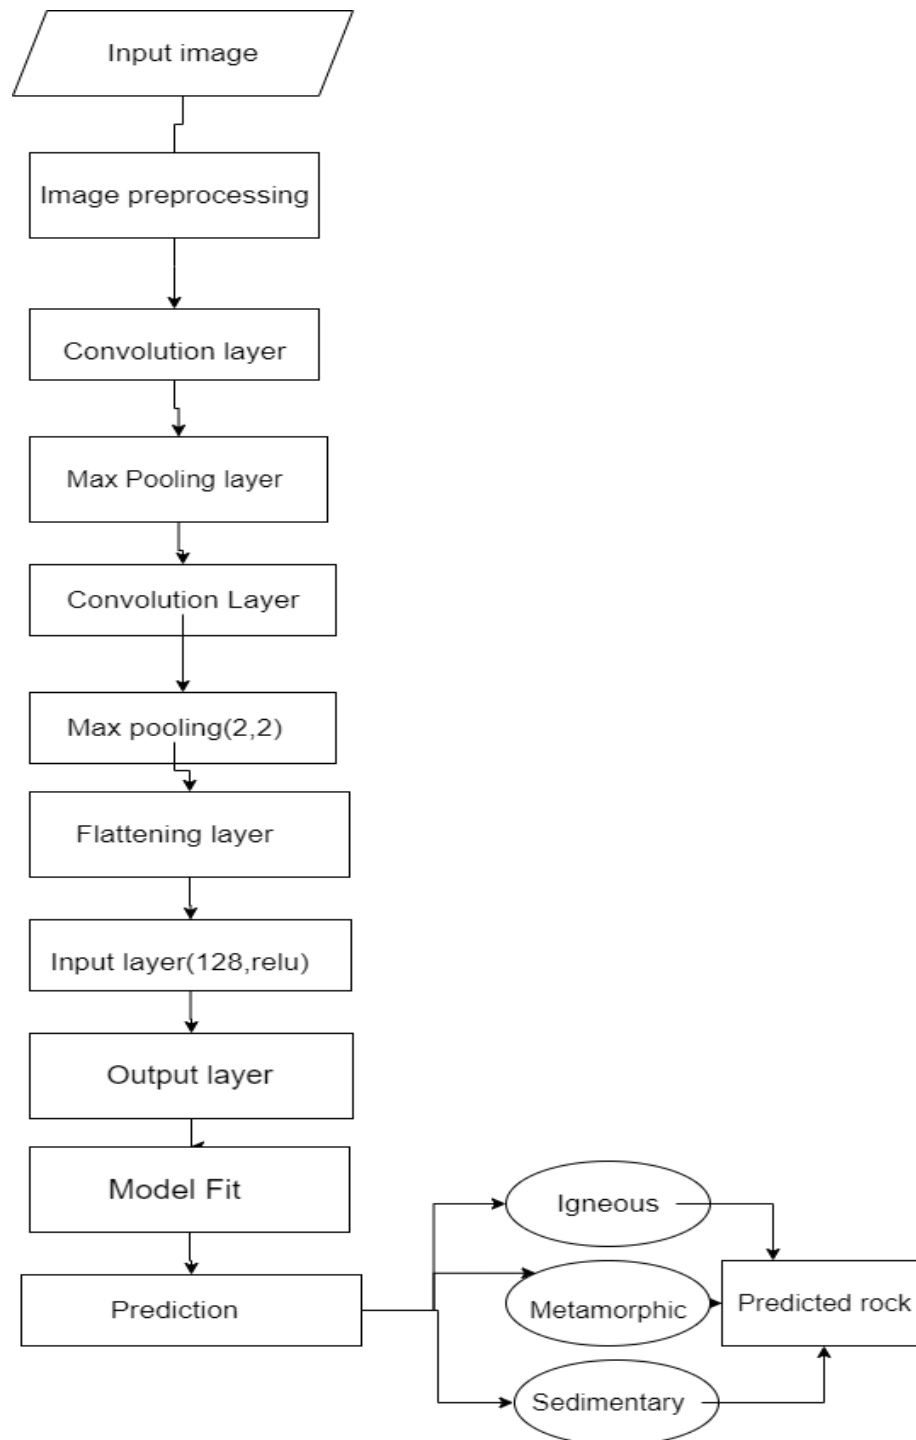 Input image
Image preprocessing
Convolution layer
Max Pooling layer
Convolution Layer
Max pooling(2,2)
Flattening layer
Input layer(128,relu)
Output layer
Model Fit
Prediction
Igneous
Metamorphic
Sedimentary
Predicted rock